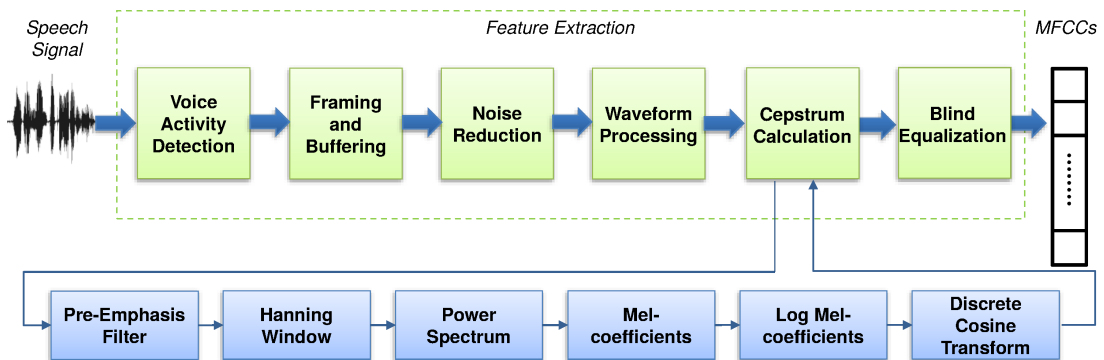 Speech
Signal
Feature Extraction
MFCCs
Voice
Activity
Detection
Framing
and
Buffering
Noise
Reduction
Waveform
Processing
Cepstrum
Calculation
Blind
Equalization
Pre-Emphasis
Filter
Hanning
Window
Power
Spectrum
Mel-
coefficients
Log Mel-
coefficients
Discrete
Cosine
Transform